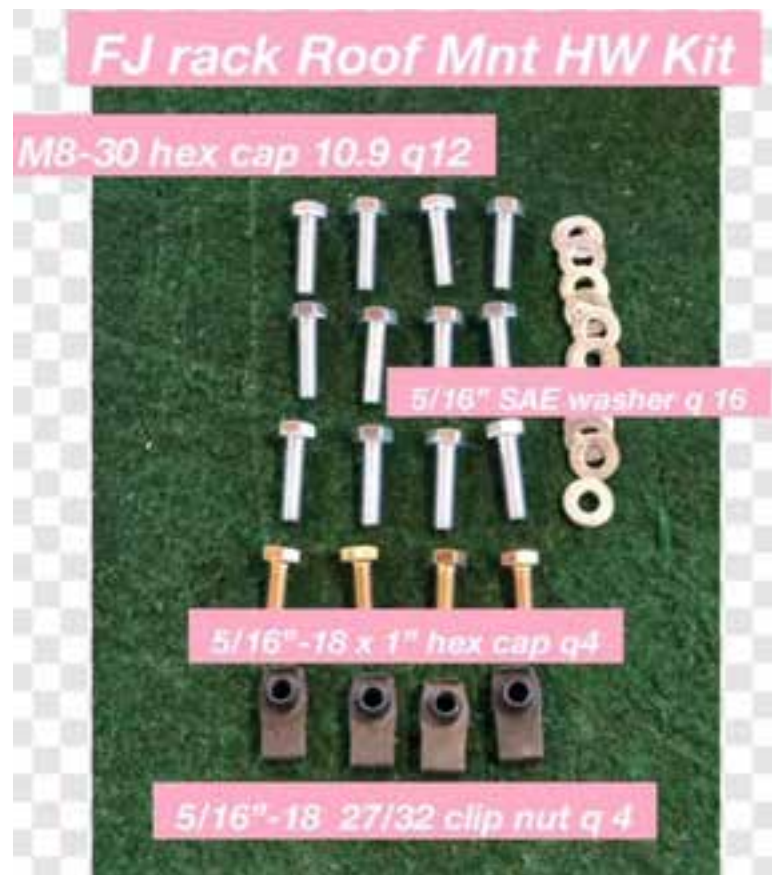 FJ rack Roof Mnt HW Kit
M8-30 hex cap 10.9 q12
5/16" SAE washer q 16
5/16"-18 x 1" hex cap q4
5/16"-18 27/32 clip nut q 4